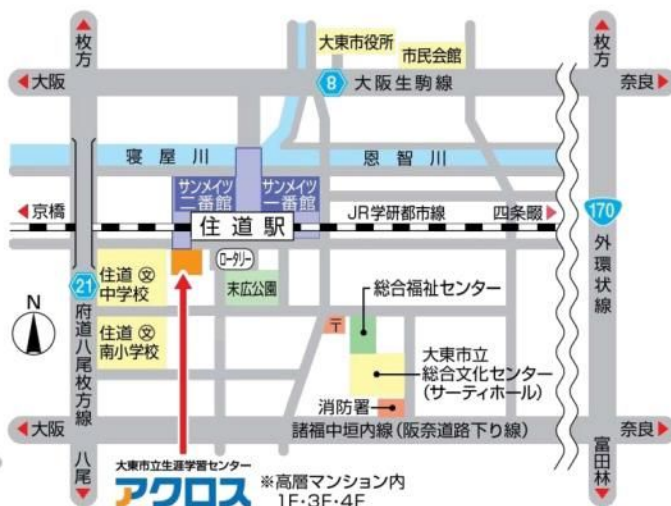 枚方
枚方
大東市役所
市民会館
大阪
8
大阪生駒線
奈良
寝屋川
恩智川
サンメイツ
二番館
サンメイツ
一番館
京橋
住道駅
JR学研都市線
四条畷
170
外環状線
ロータリー
住道 文
中学校
21
府道八尾枚方線
末広公園
総合福祉センター
N
住道 文
南小学校
〒
大東市立
総合文化センター
(サーティホール)
消防署
大阪
諸福中垣内線(阪奈道路下り線)
奈良
八尾
富田林
大東市立生涯学習センター
アクロス
※高層マンション内
1F・3F・4F